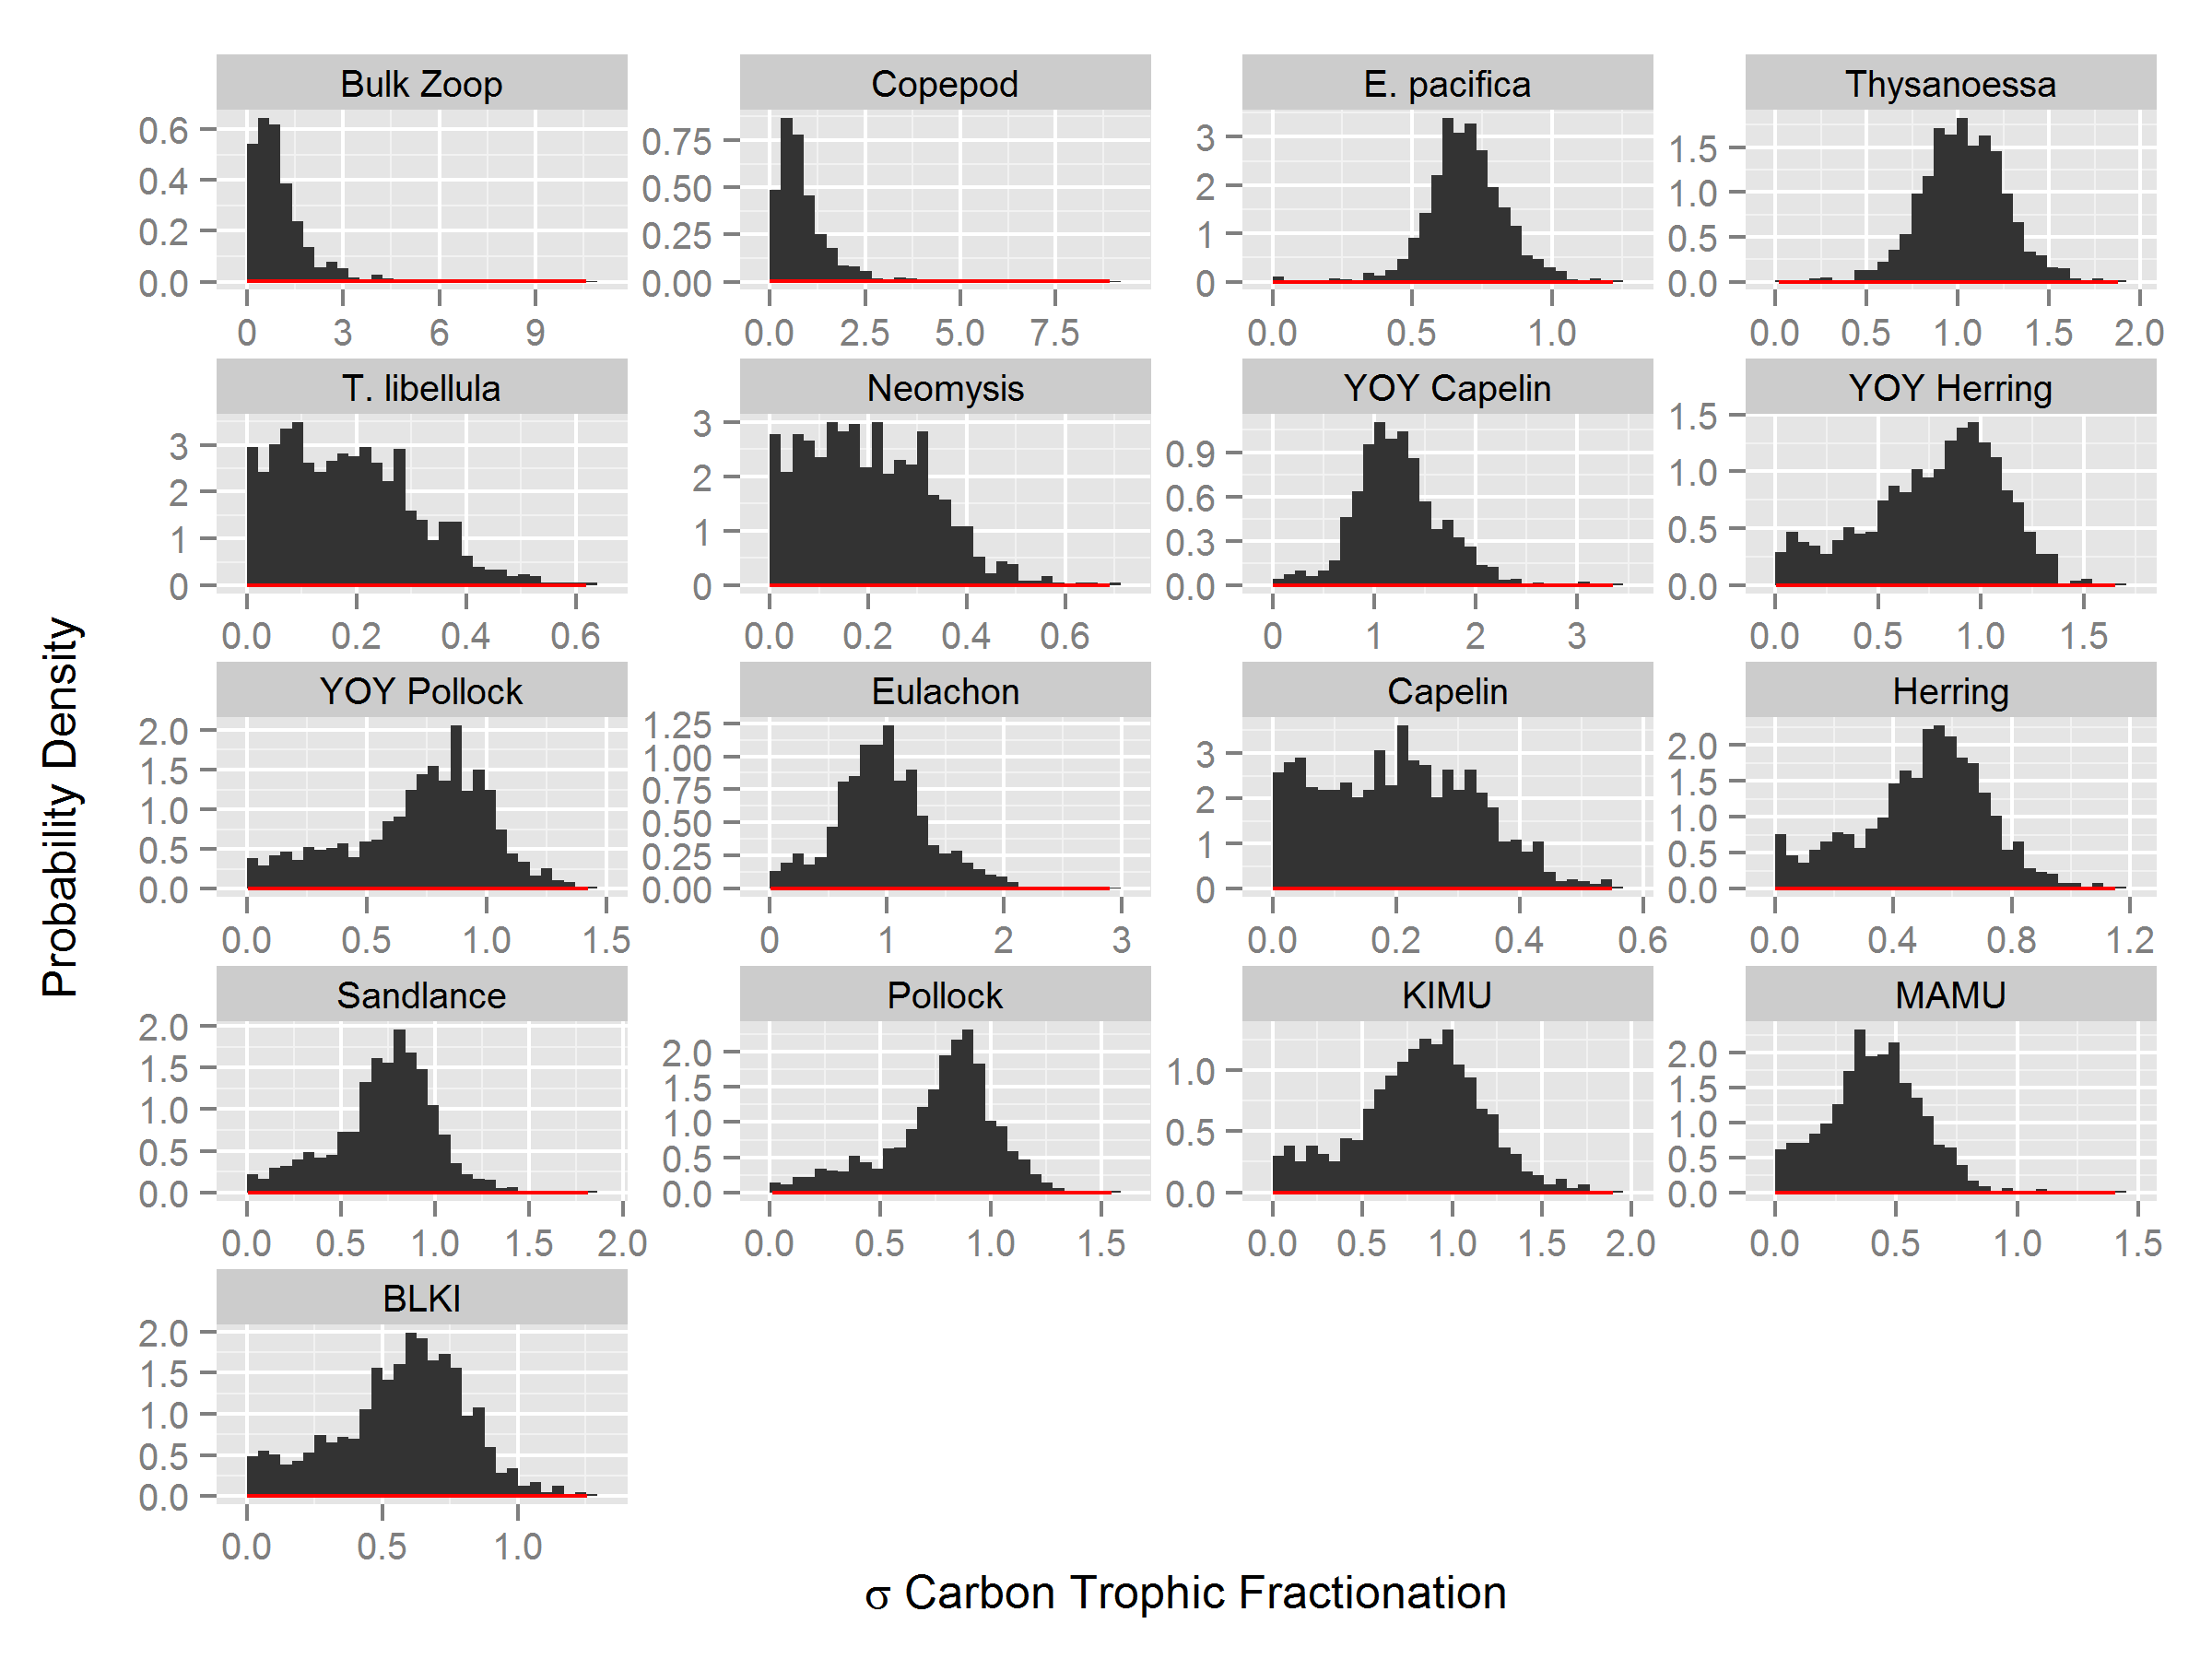 Bulk Zoop Copepod E. pacifica Thysanoessa
0.6 0.4 0.2 0.0
0.75 0.50 0.25 0.00
3 2 1 0
1.5 1.0 0.5 0.0
0 3 6 9 0.0 2.5 5.0 7.5 0.0 0.5 1.0 0.0 0.5 1.0 1.5 2.0
T. libellula Neomysis YOY Capelin YOY Herring
3 2 1 0
3 2 1 0
0.9 0.6 0.3 0.0
1.5 1.0 0.5 0.0
0.0 0.2 0.4 0.6 0.0 0.2 0.4 0.6 0 1 2 3 0.0 0.5 1.0 1.5
YOY Pollock Eulachon Capelin Herring
2.0 1.5 1.0 0.5 0.0
1.25 1.00 0.75 0.50 0.25 0.00
3 2 1 0
2.0 1.5 1.0 0.5 0.0
0.0 0.5 1.0 1.5 0 1 2 3 0.0 0.2 0.4 0.6 0.0 0.4 0.8 1.2
Sandlance Pollock KIMU MAMU
2.0 1.5 1.0 0.5 0.0
2.0 1.5 1.0 0.5 0.0
1.0 0.5 0.0
2.0 1.5 1.0 0.5 0.0
0.0 0.5 1.0 1.5 2.0 0.0 0.5 1.0 1.5 0.0 0.5 1.0 1.5 2.0 0.0 0.5 1.0 1.5
BLKI
2.0 1.5 1.0 0.5 0.0
0.0 0.5 1.0
Probability Density
σ Carbon Trophic Fractionation